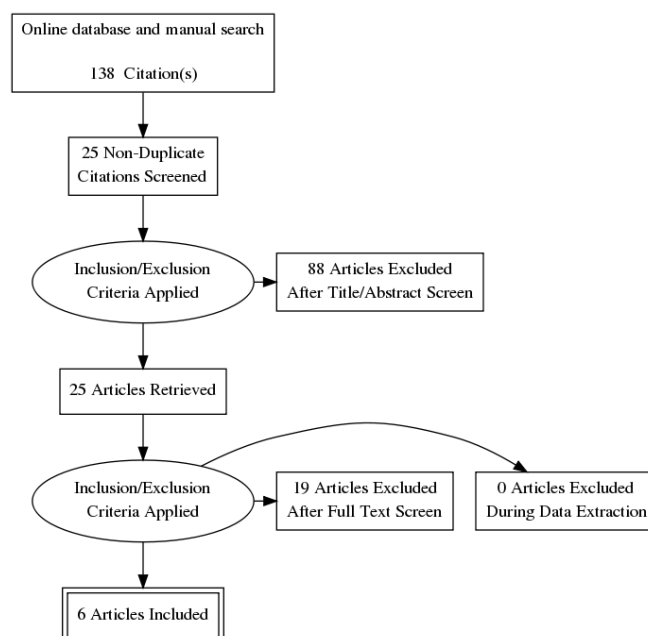 Online database and manual search
138 Citation(s)
25 Non-Duplicate
Citations Screened
Inclusion/Exclusion
Criteria Applied
88 Articles Excluded
After Title/Abstract Screen
25 Articles Retrieved
Inclusion/Exclusion
Criteria Applied
19 Articles Excluded
After Full Text Screen
0 Articles Excluded
During Data Extraction
6 Articles Included